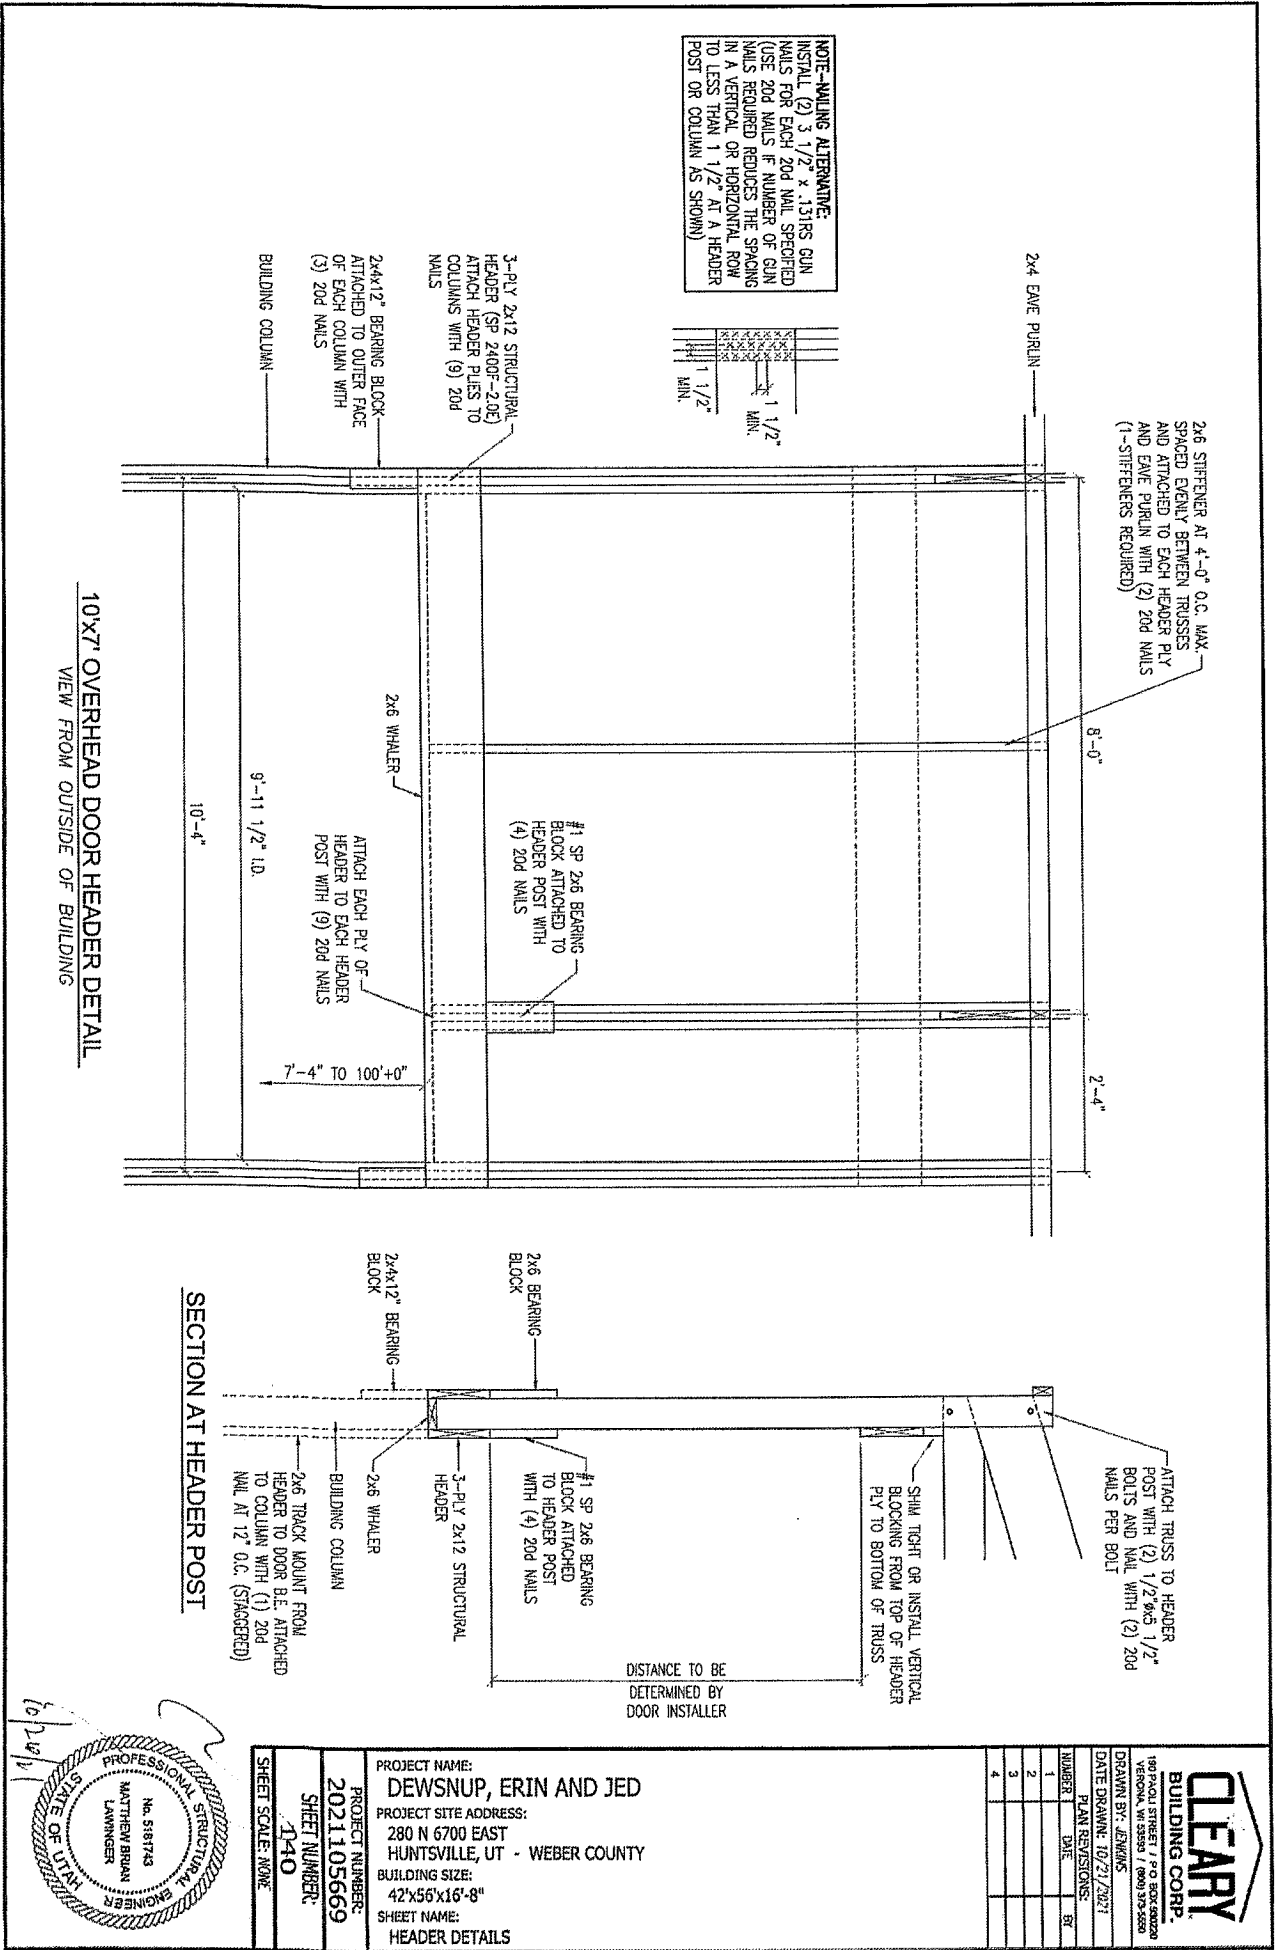 NOTE-NAILING ALTERNATIVE:
INSTALL (2) 3 1/2" x .131RS GUN
NAILS FOR EACH 20d NAIL SPECIFIED
(USE 20d NAILS IF NUMBER OF GUN
NAILS REQUIRED REDUCES THE SPACING
IN A VERTICAL OR HORIZONTAL ROW
TO LESS THAN 1 1/2" AT A HEADER
POST OR COLUMN AS SHOWN)
1 1/2"
MIN.
1 1/2"
MIN.
2x4 EAVE PURLIN
2x6 STIFFENER AT 4'-0" O.C. MAX.
SPACED EVENLY BETWEEN TRUSSES
AND ATTACHED TO EACH HEADER PLY
AND EAVE PURLIN WITH (2) 20d NAILS
(1-STIFFENERS REQUIRED)
8'-0"
2'-4"
3-PLY 2x12 STRUCTURAL
HEADER (SP 2400F-2.0E)
ATTACH HEADER PLIES TO
COLUMNS WITH (9) 20d
NAILS
2x4x12" BEARING BLOCK
ATTACHED TO OUTER FACE
OF EACH COLUMN WITH
(3) 20d NAILS
BUILDING COLUMN
2x6 WHALER
#1 SP 2x6 BEARING
BLOCK ATTACHED TO
HEADER POST WITH
(4) 20d NAILS
ATTACH EACH PLY OF
HEADER TO EACH HEADER
POST WITH (9) 20d NAILS
7'-4" TO 100'+0"
9'-11 1/2" I.D.
10'-4"
10'x7' OVERHEAD DOOR HEADER DETAIL
VIEW FROM OUTSIDE OF BUILDING
ATTACH TRUSS TO HEADER
POST WITH (2) 1/2"øx5 1/2"
BOLTS AND NAIL WITH (2) 20d
NAILS PER BOLT
SHIM TIGHT OR INSTALL VERTICAL
BLOCKING FROM TOP OF HEADER
PLY TO BOTTOM OF TRUSS
DISTANCE TO BE
DETERMINED BY
DOOR INSTALLER
2x6 BEARING
BLOCK
2x4x12" BEARING
BLOCK
#1 SP 2x6 BEARING
BLOCK ATTACHED
TO HEADER POST
WITH (4) 20d NAILS
3-PLY 2x12 STRUCTURAL
HEADER
2x6 WHALER
BUILDING COLUMN
2x6 TRACK MOUNT FROM
HEADER TO DOOR B.E. ATTACHED
TO COLUMN WITH (1) 20d
NAIL AT 12" O.C. (STAGGERED)
SECTION AT HEADER POST
CLEARY
BUILDING CORP.
190 PAOLI STREET / P.O. BOX 930220
VERONA, WI 53593 / (800) 373-5550
DRAWN BY: JENKINS
DATE DRAWN: 10/21/2021
PLAN REVISIONS:
NUMBER DATE BY
1
2
3
4
PROJECT NAME:
DEWSNUP, ERIN AND JED
PROJECT SITE ADDRESS:
280 N 6700 EAST
HUNTSVILLE, UT - WEBER COUNTY
BUILDING SIZE:
42'x56'x16'-8"
SHEET NAME:
HEADER DETAILS
PROJECT NUMBER:
2021105669
SHEET NUMBER:
140
SHEET SCALE: NONE
PROFESSIONAL STRUCTURAL ENGINEER
No. 5181743
MATTHEW BRIAN
LAWINGER
STATE OF UTAH
10/26/21